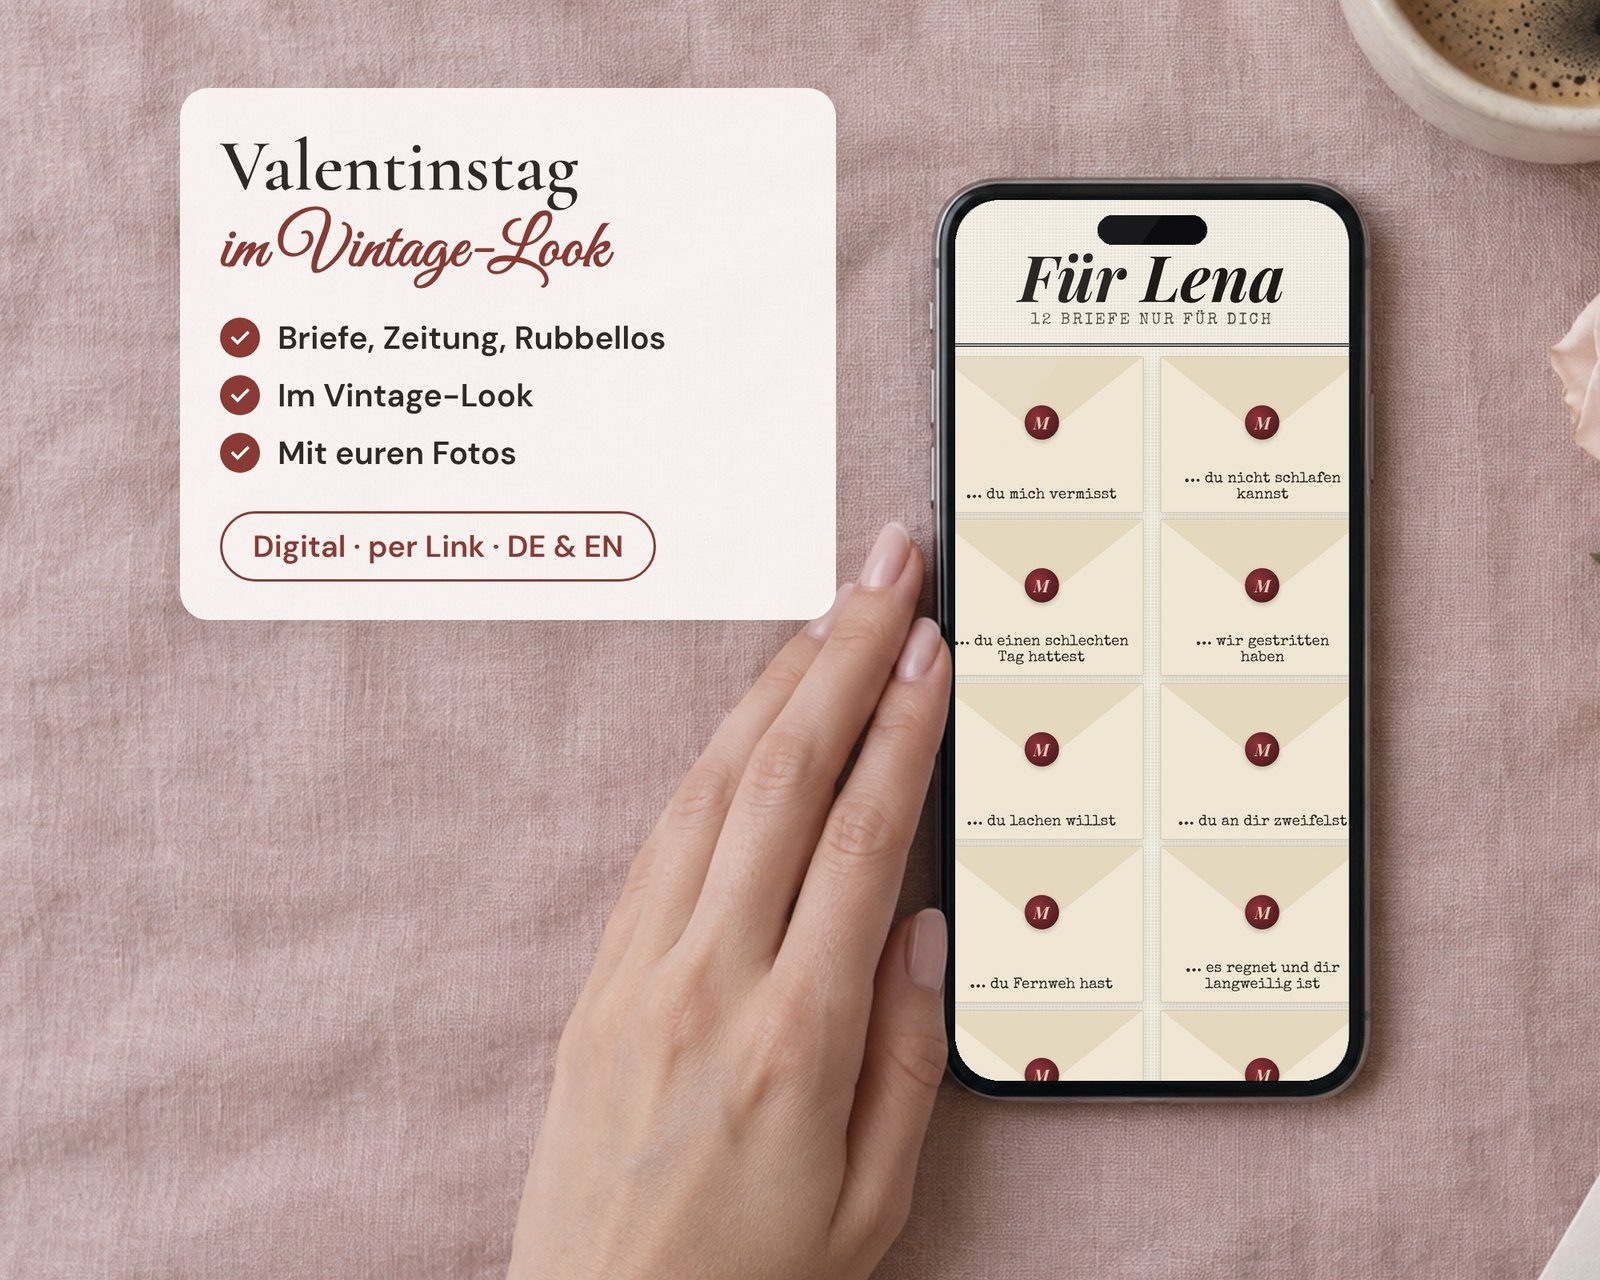 Valentinstag
im Vintage-Look
Briefe, Zeitung, Rubbellos
Im Vintage-Look
Mit euren Fotos
Digital · per Link · DE & EN
Für Lena
12 BRIEFE NUR FÜR DICH
M
M
... du mich vermisst
... du nicht schlafen
kannst
M
M
... du einen schlechten
Tag hattest
... wir gestritten
haben
M
M
... du lachen willst
... du an dir zweifelst
M
M
... du Fernweh hast
... es regnet und dir
langweilig ist
M
M